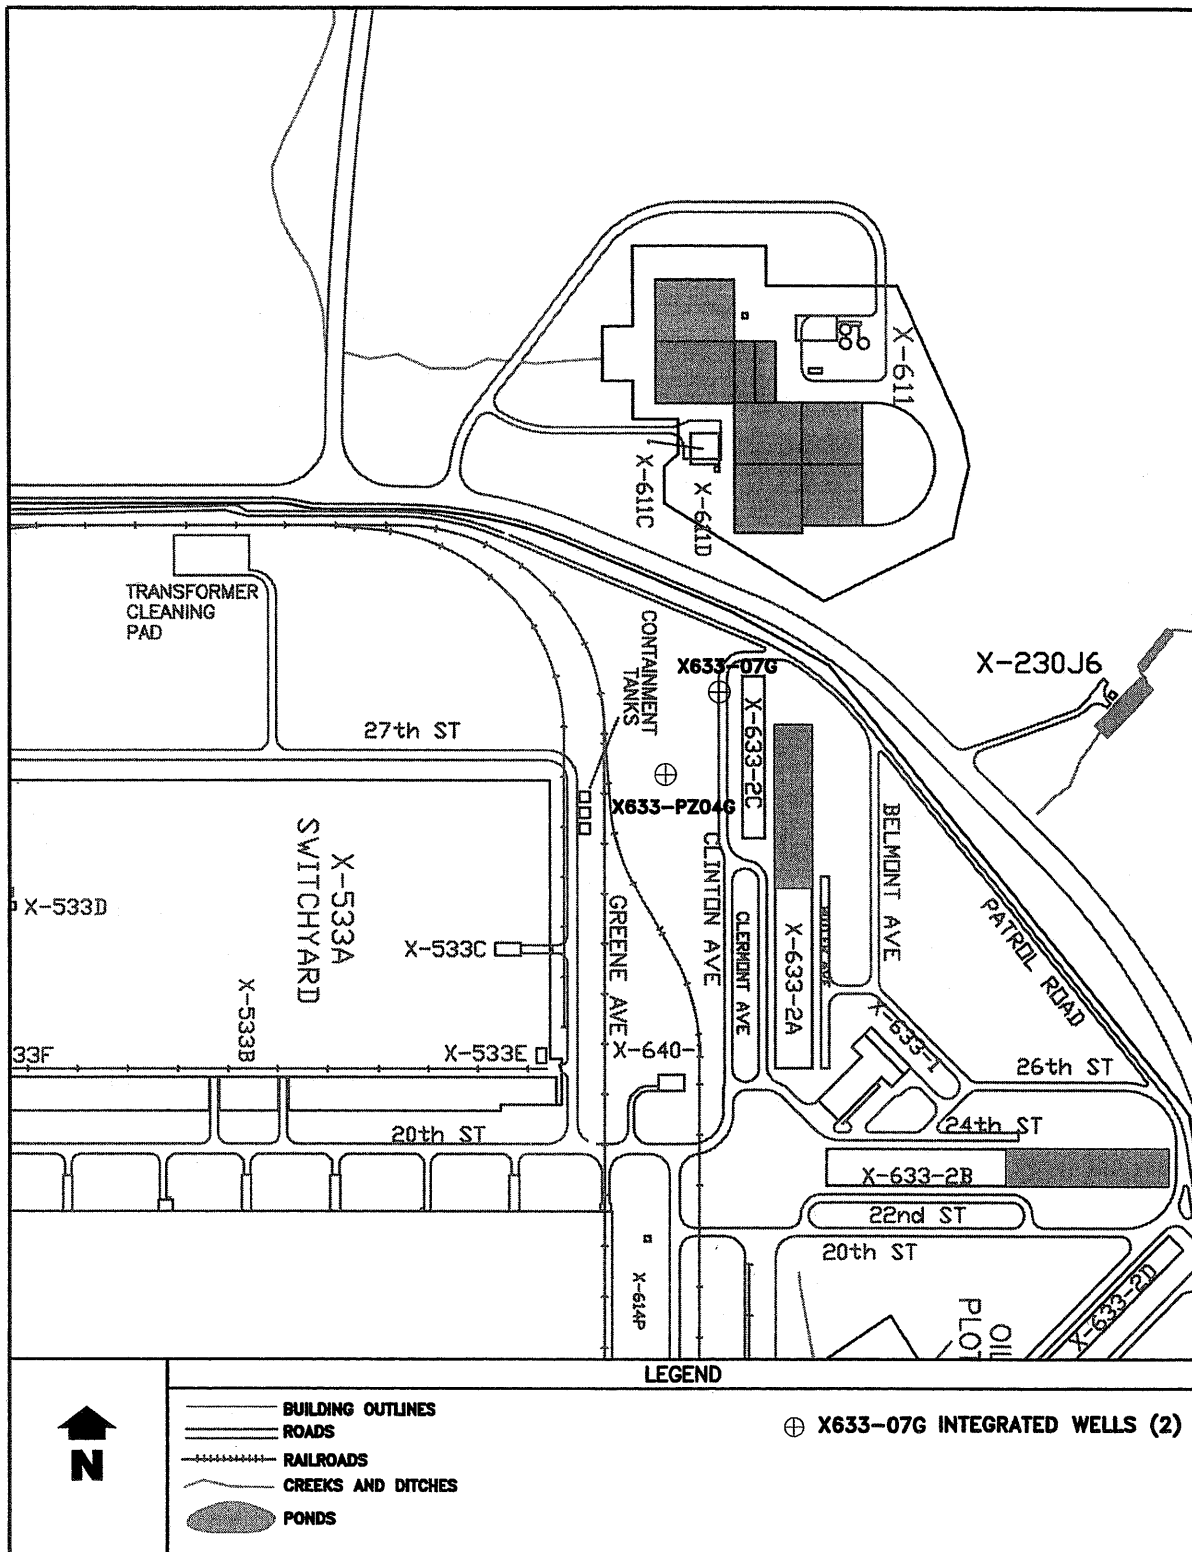 X-611
X-611C
X-611D
TRANSFORMER
CLEANING
PAD
CONTAINMENT
TANKS
X633-07G
X-230J6
27th ST
X-633-2C
X633-PZ04G
BELMONT AVE
CLINTON AVE
X-533A
SWITCHYARD
X-533D
GREENE AVE
CLERMONT AVE
X-633-2A
PATROL ROAD
X-533C
X-533B
X-633-1
33F
X-533E
X-640-1
26th ST
20th ST
24th ST
X-633-2B
22nd ST
20th ST
X-614P
X-633-2D
OIL
PLOT
LEGEND
N
BUILDING OUTLINES
ROADS
RAILROADS
CREEKS AND DITCHES
PONDS
X633-07G INTEGRATED WELLS (2)